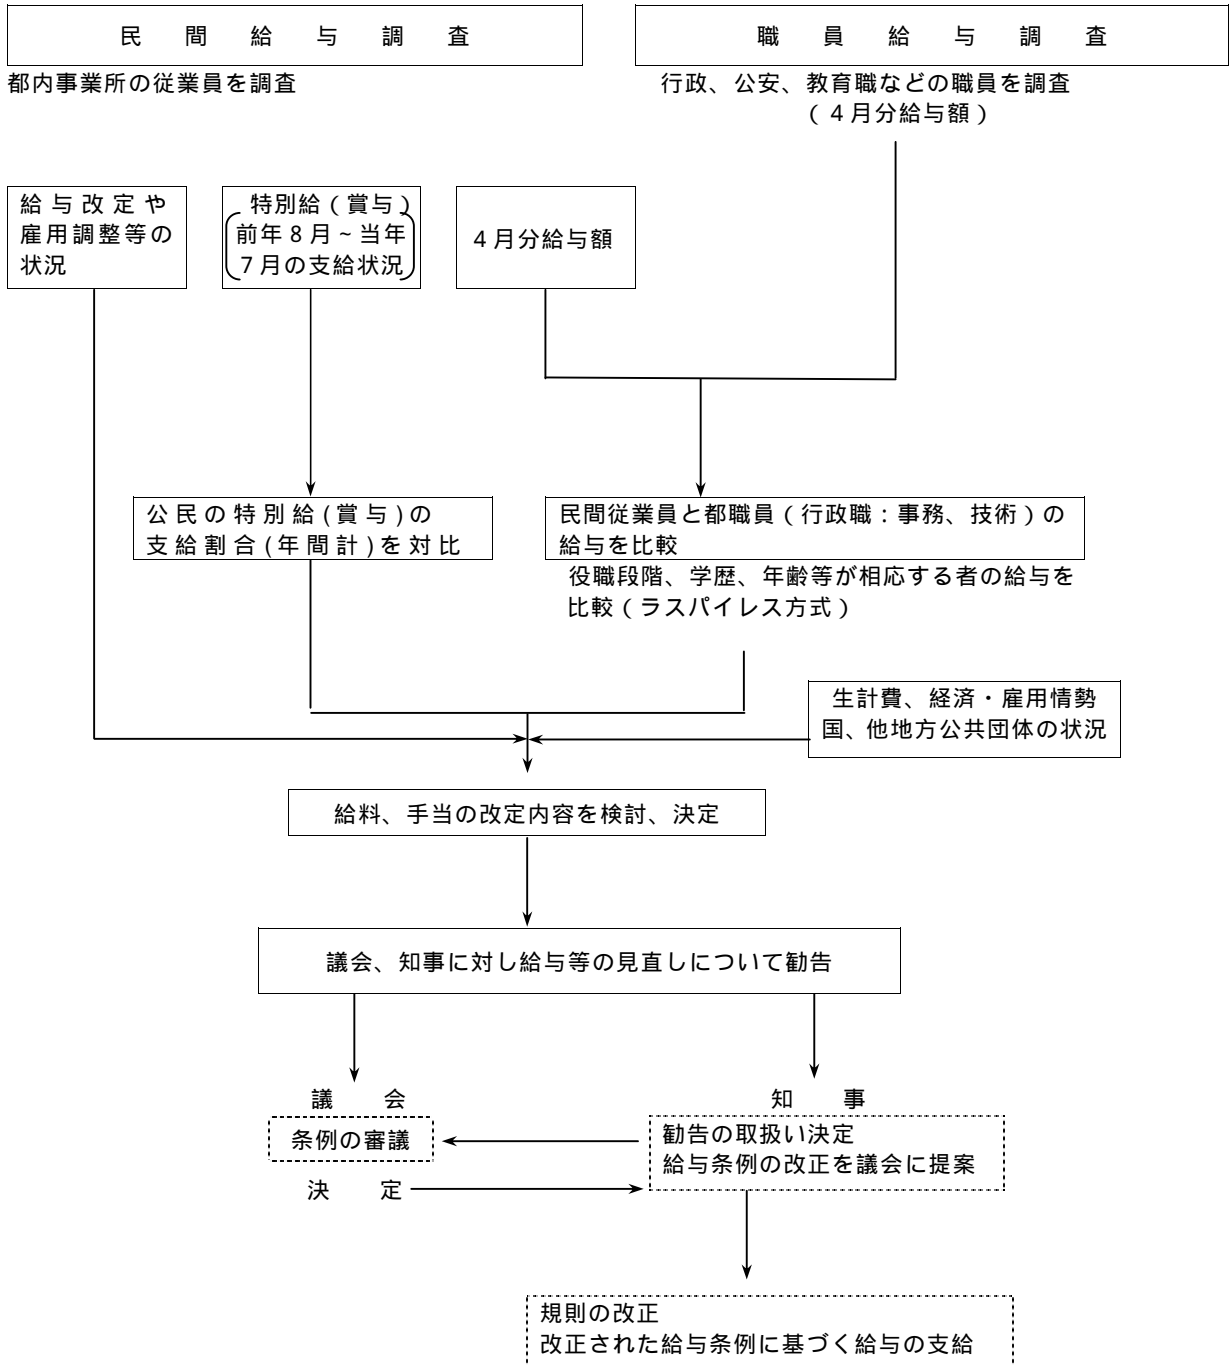 民間給与調査
職員給与調査
都内事業所の従業員を調査
行政、公安、教育職などの職員を調査
（４月分給与額）
給与改定や
雇用調整等の
状況
特別給（賞与）
前年８月~当年
７月の支給状況
４月分給与額
公民の特別給(賞与)の
支給割合(年間計)を対比
民間従業員と都職員（行政職：事務、技術）の
給与を比較
役職段階、学歴、年齢等が相応する者の給与を
比較（ラスパイレス方式）
生計費、経済・雇用情勢
国、他地方公共団体の状況
給料、手当の改定内容を検討、決定
議会、知事に対し給与等の見直しについて勧告
議会
条例の審議
決定
知事
勧告の取扱い決定
給与条例の改正を議会に提案
規則の改正
改正された給与条例に基づく給与の支給